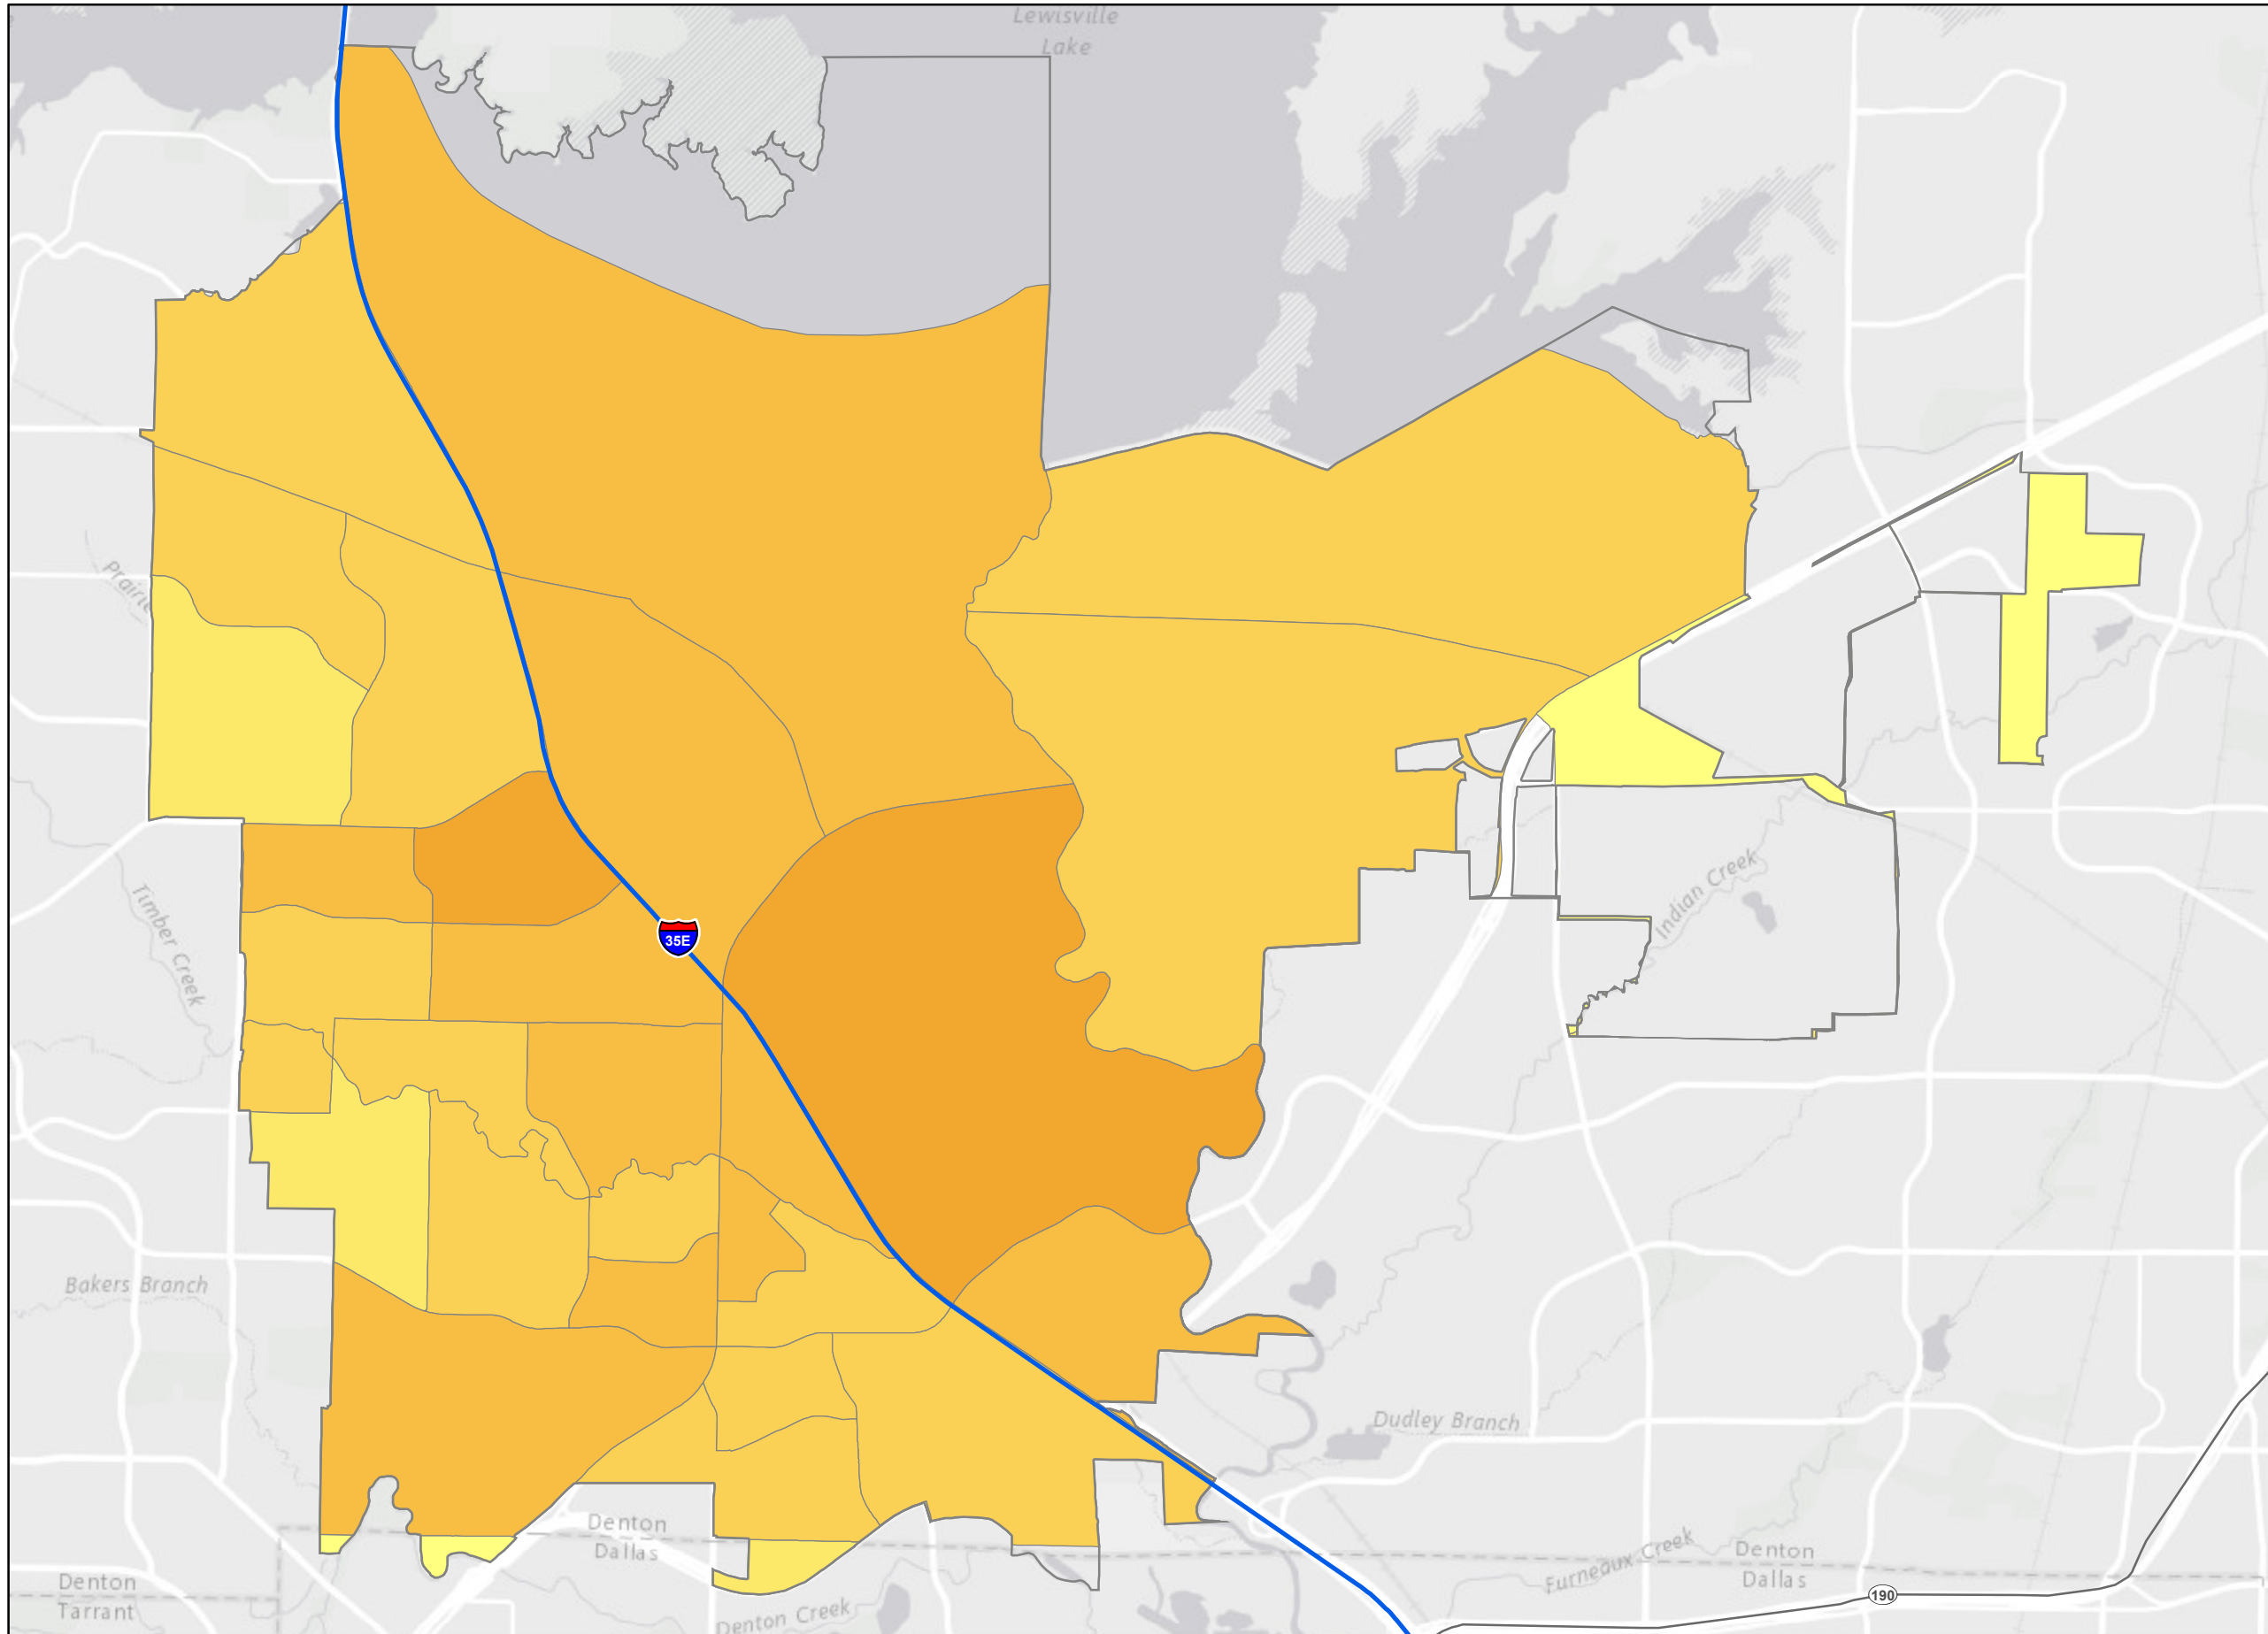 Lewisville
Lake
Prairie
Timber Creek
35E
Indian Creek
Bakers Branch
Dudley Branch
Denton
Dallas
Furneaux Creek
Denton
Dallas
Denton
Tarrant
Denton Creek
190